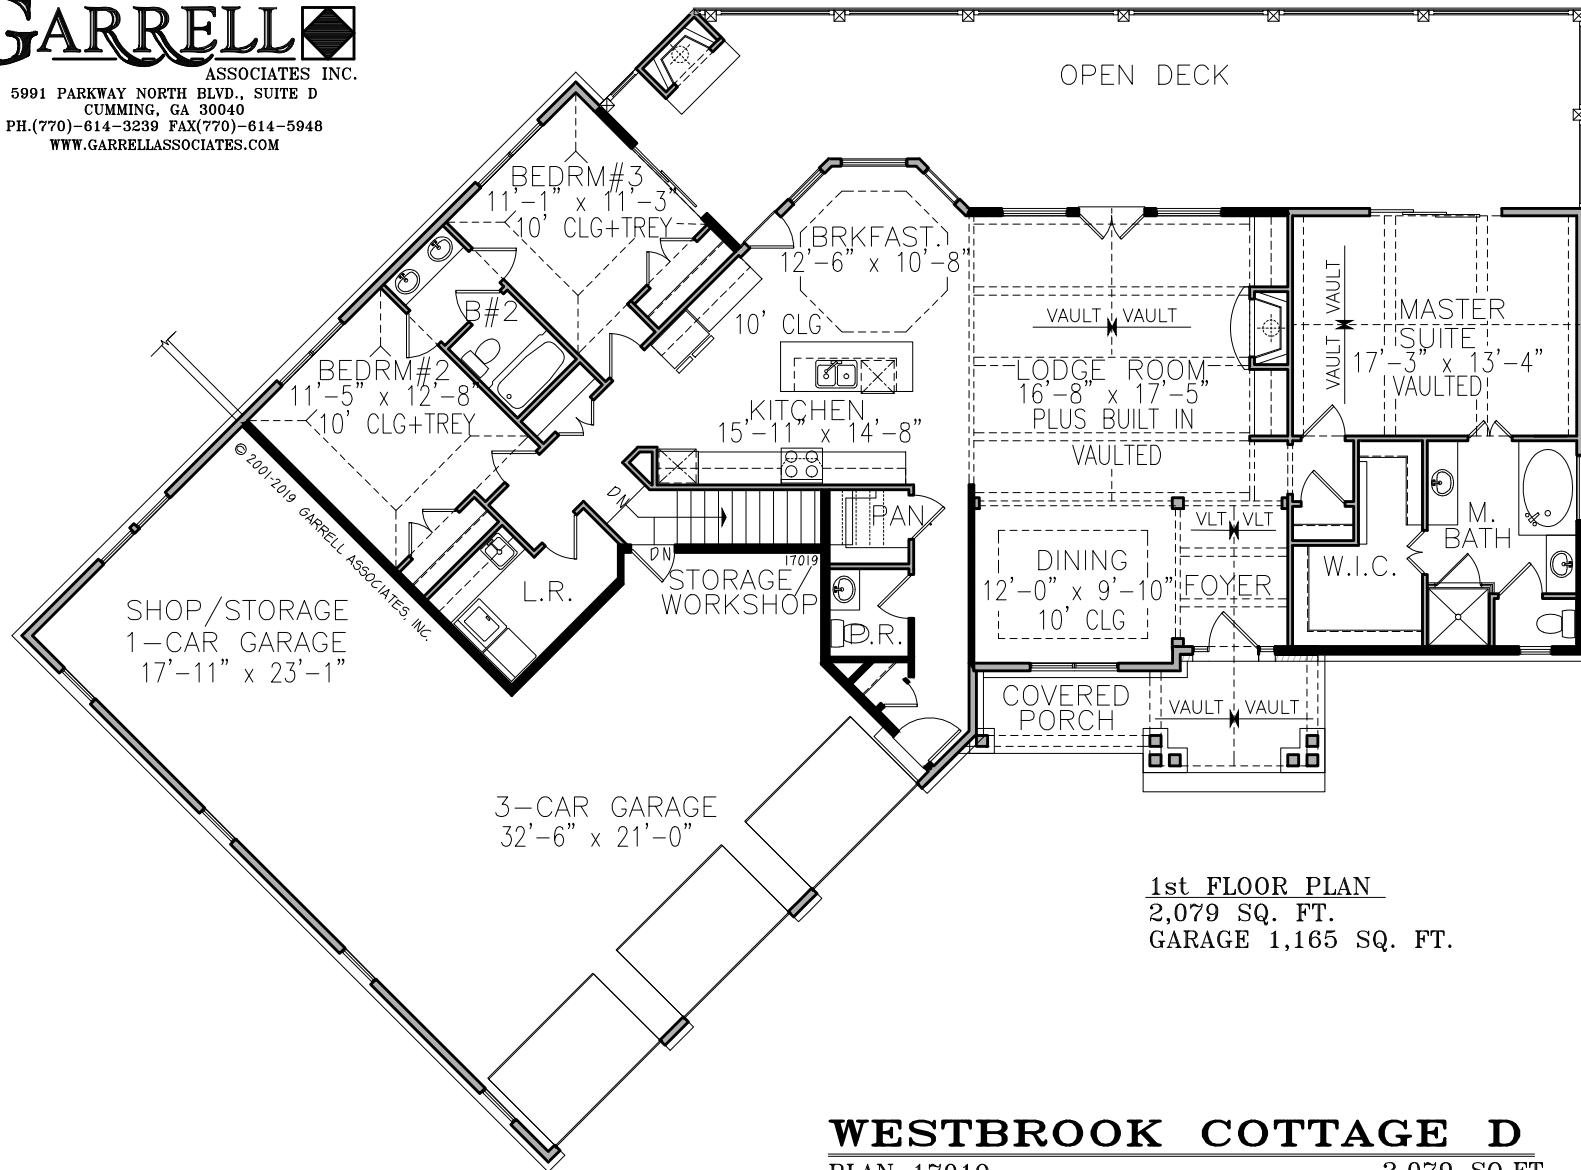 GARRELL
ASSOCIATES INC.
5991 PARKWAY NORTH BLVD., SUITE D
CUMMING, GA 30040
PH.(770)-614-3239 FAX(770)-614-5948
WWW.GARRELLASSOCIATES.COM
OPEN DECK
BEDRM#3
11'-1" x 11'-3"
10' CLG+TREY
BRKFAST.
12'-6" x 10'-8"
10' CLG
B#2
BEDRM#2
11'-5" x 12'-8"
10' CLG+TREY
KITCHEN
15'-11" x 14'-8"
VAULT VAULT
LODGE ROOM
16'-8" x 17'-5"
PLUS BUILT IN
VAULTED
VAULT VAULT
MASTER
SUITE
17'-3" x 13'-4"
VAULTED
© 2001-2019 GARRELL ASSOCIATES, INC.
DN
DN
17019
PAN.
STORAGE/
WORKSHOP
L.R.
P.R.
DINING
12'-0" x 9'-10"
10' CLG
VLT VLT
FOYER
W.I.C.
M.
BATH
SHOP/STORAGE
1-CAR GARAGE
17'-11" x 23'-1"
COVERED
PORCH
VAULT VAULT
3-CAR GARAGE
32'-6" x 21'-0"
1st FLOOR PLAN
2,079 SQ. FT.
GARAGE 1,165 SQ. FT.
WESTBROOK COTTAGE D
PLAN 17019 2,079 SQ.FT.